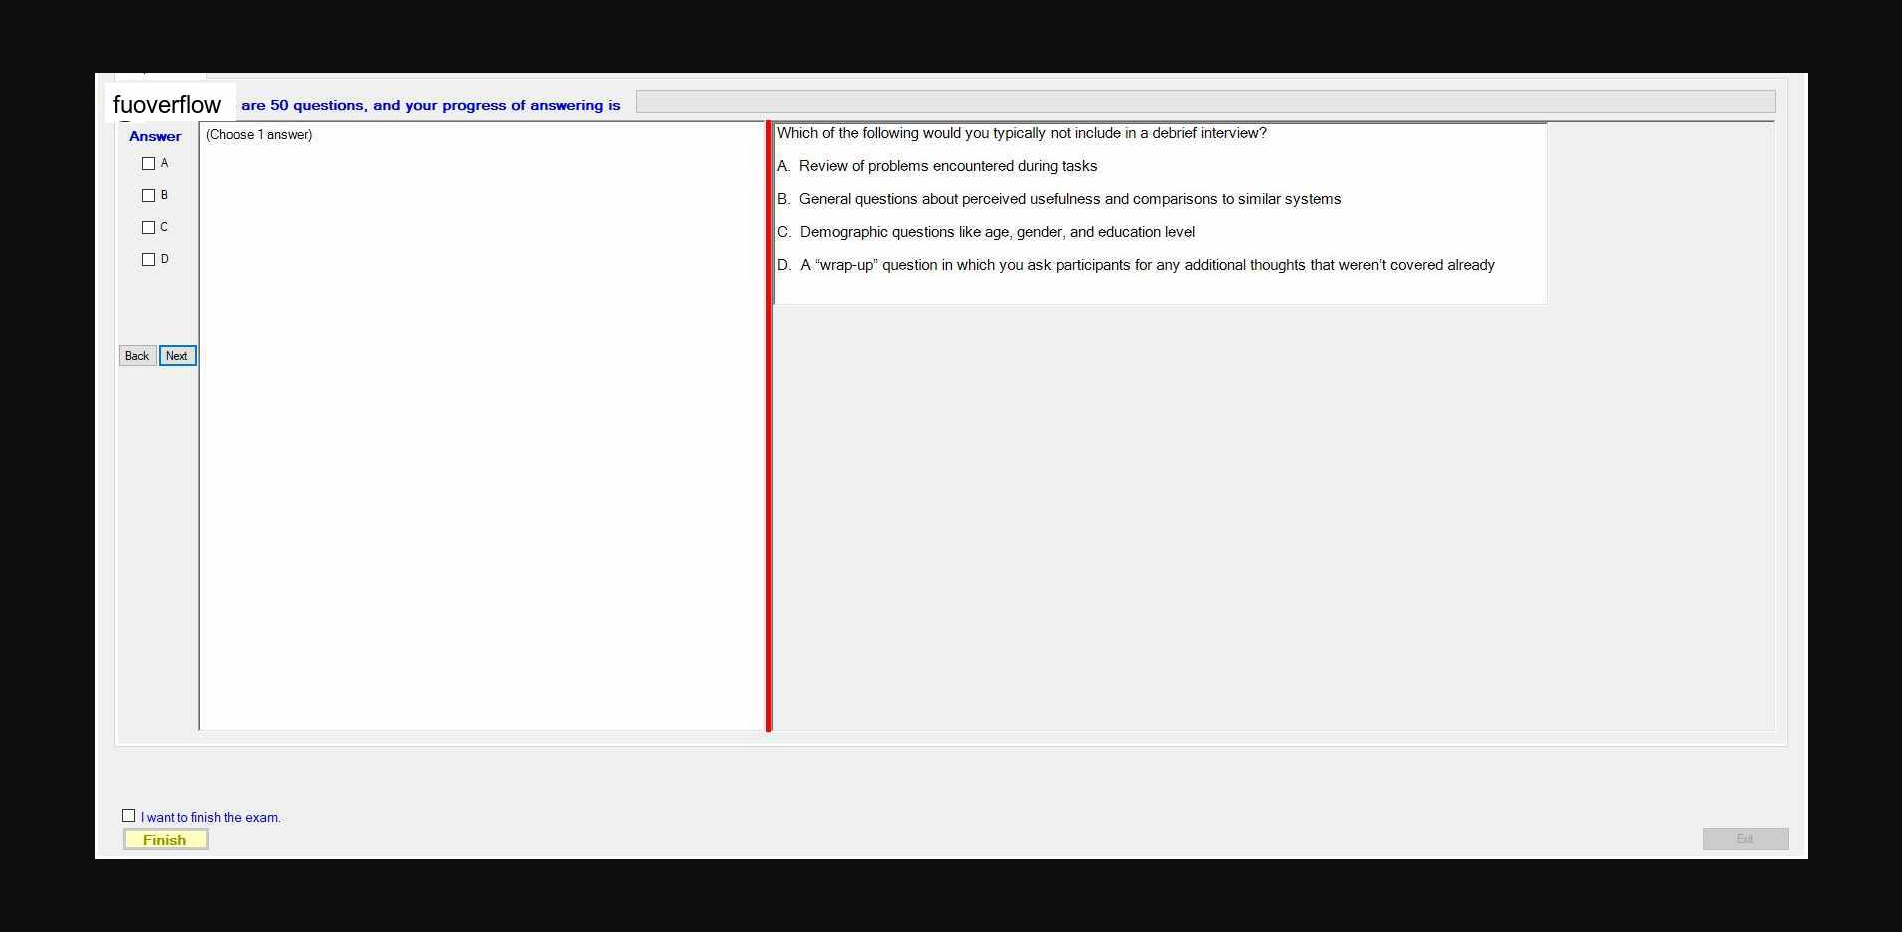 fuoverflow are 50 questions, and your progress of answering is
Answer
(Choose 1 answer)
A
B
C
D
Back Next
Which of the following would you typically not include in a debrief interview?
A. Review of problems encountered during tasks
B. General questions about perceived usefulness and comparisons to similar systems
C. Demographic questions like age, gender, and education level
D. A “wrap-up” question in which you ask participants for any additional thoughts that weren’t covered already
I want to finish the exam.
Finish
Exit